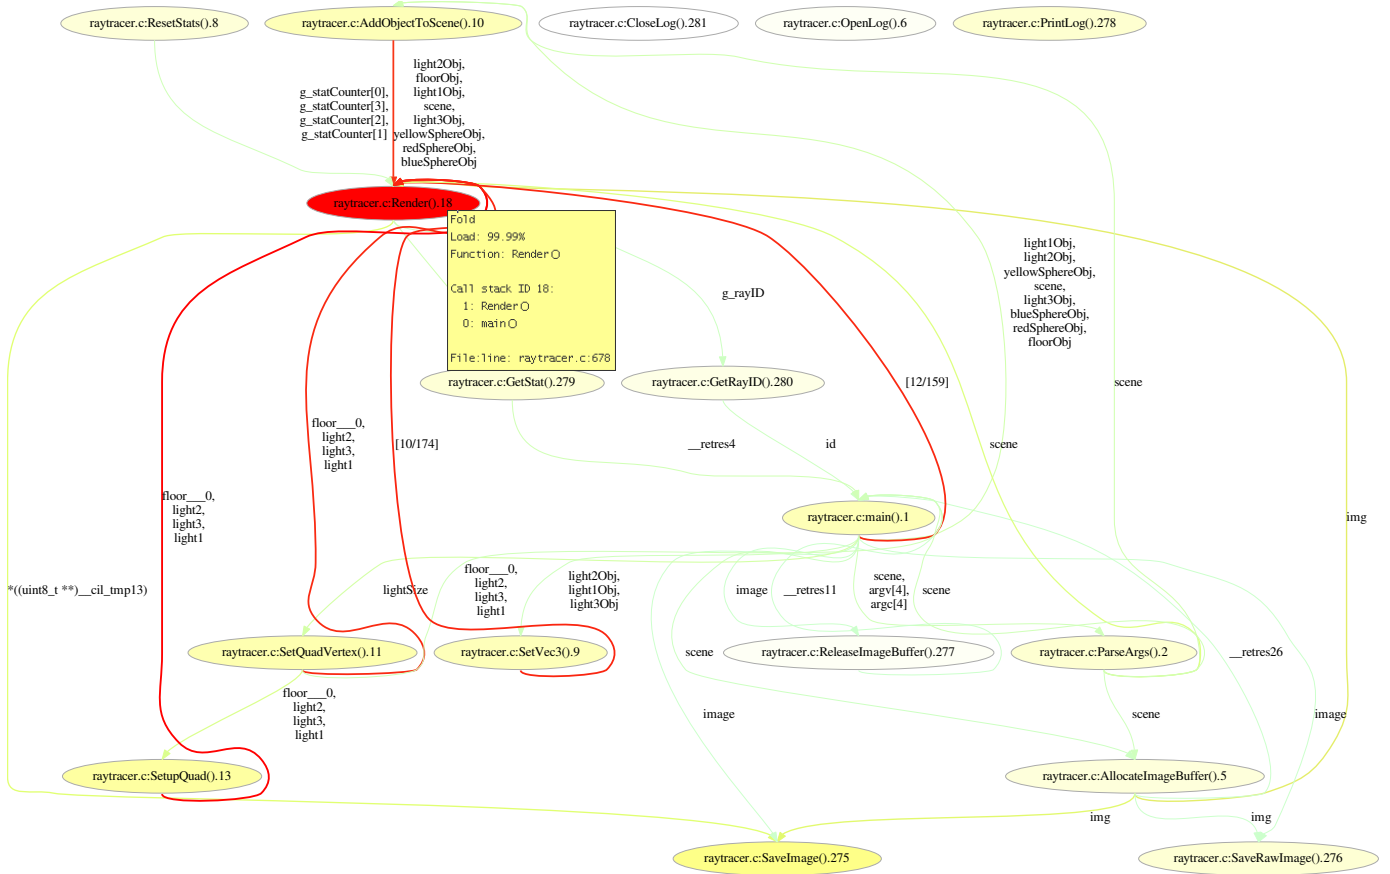 raytracer.c:ResetStats().8
raytracer.c:AddObjectToScene().10
raytracer.c:CloseLog().281
raytracer.c:OpenLog().6
raytracer.c:PrintLog().278
g_statCounter[0],
g_statCounter[3],
g_statCounter[2],
g_statCounter[1]
light2Obj,
floorObj,
light1Obj,
scene,
light3Obj,
yellowSphereObj,
redSphereObj,
blueSphereObj
raytracer.c:Render().18
Fold
Load: 99.99%
Function: Render()
Call stack ID 18:
1: Render()
0: main()
File:line: raytracer.c:678
g_rayID
light1Obj,
light2Obj,
yellowSphereObj,
scene,
light3Obj,
blueSphereObj,
redSphereObj,
floorObj
raytracer.c:GetStat().279
raytracer.c:GetRayID().280
[12/159]
scene
floor___0,
light2,
light3,
light1
[10/174]
__retres4
id
scene
floor___0,
light2,
light3,
light1
raytracer.c:main().1
img
*((uint8_t **)__cil_tmp13)
lightSize
floor___0,
light2,
light3,
light1
light2Obj,
light1Obj,
light3Obj
image
__retres11
scene,
argv[4],
argc[4]
scene
raytracer.c:SetQuadVertex().11
raytracer.c:SetVec3().9
scene
raytracer.c:ReleaseImageBuffer().277
raytracer.c:ParseArgs().2
__retres26
floor___0,
light2,
light3,
light1
image
scene
image
raytracer.c:SetupQuad().13
raytracer.c:AllocateImageBuffer().5
img
img
raytracer.c:SaveImage().275
raytracer.c:SaveRawImage().276